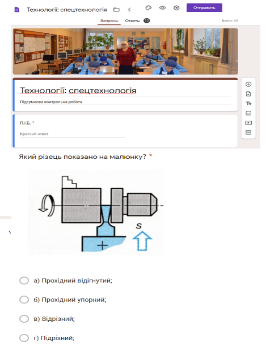 Технології: спецтехнологія
Отправить
Вопросы Ответы
Технології: спецтехнологія
Підсумкова контрольна робота
П.І.Б. *
Краткий ответ
Який різець показано на малюнку? *
S
а) Прохідний відігнутий;
б) Прохідний упорний;
в) Відрізний;
г) Підрізний;